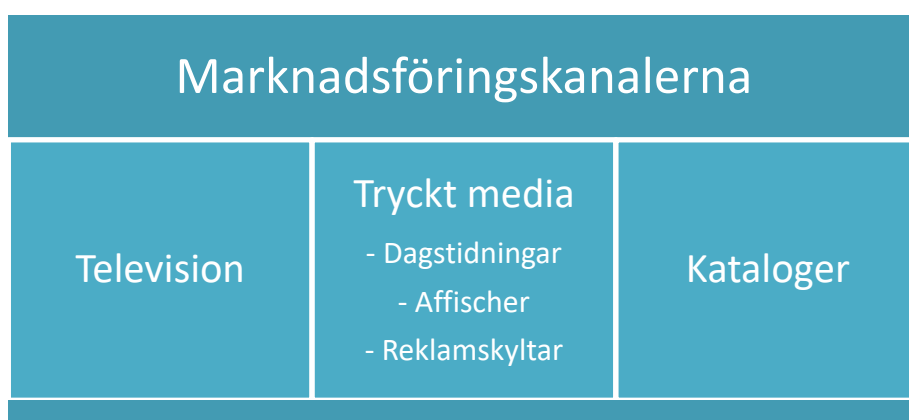 Marknadsföringskanalerna
Television
Tryckt media
- Dagstidningar
- Affischer
- Reklamskyltar
Kataloger